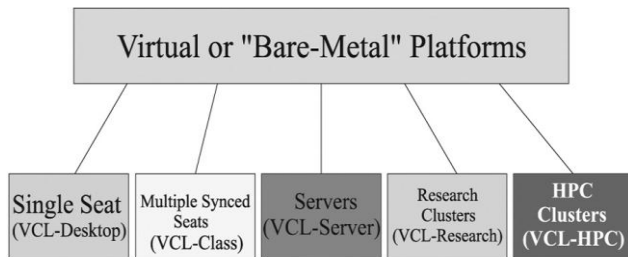 Virtual or "Bare-Metal" Platforms
Single Seat
(VCL-Desktop)
Multiple Synced
Seats
(VCL-Class)
Servers
(VCL-Server)
Research
Clusters
(VCL-Research)
HPC
Clusters
(VCL-HPC)